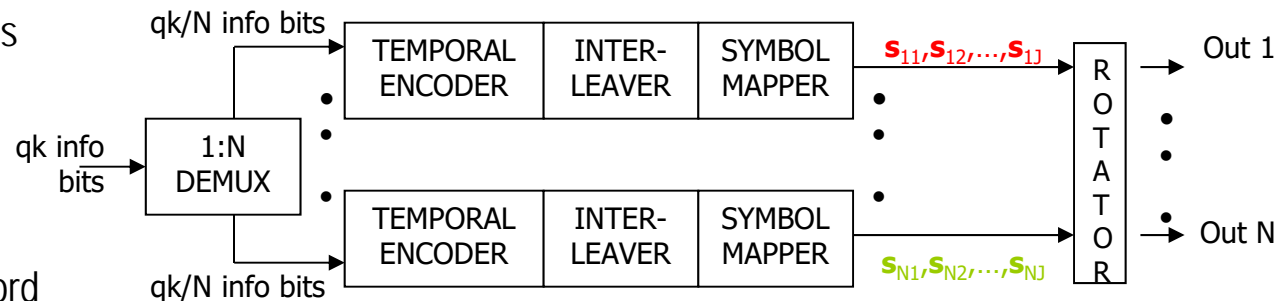 s
qk/N info bits
TEMPORAL ENCODER
INTER-LEAVER
SYMBOL MAPPER
s11,s12,…,s1J
ROTATOR
Out 1
qk info bits
1:N DEMUX
TEMPORAL ENCODER
INTER-LEAVER
SYMBOL MAPPER
sN1,sN2,…,sNJ
Out N
ord
qk/N info bits